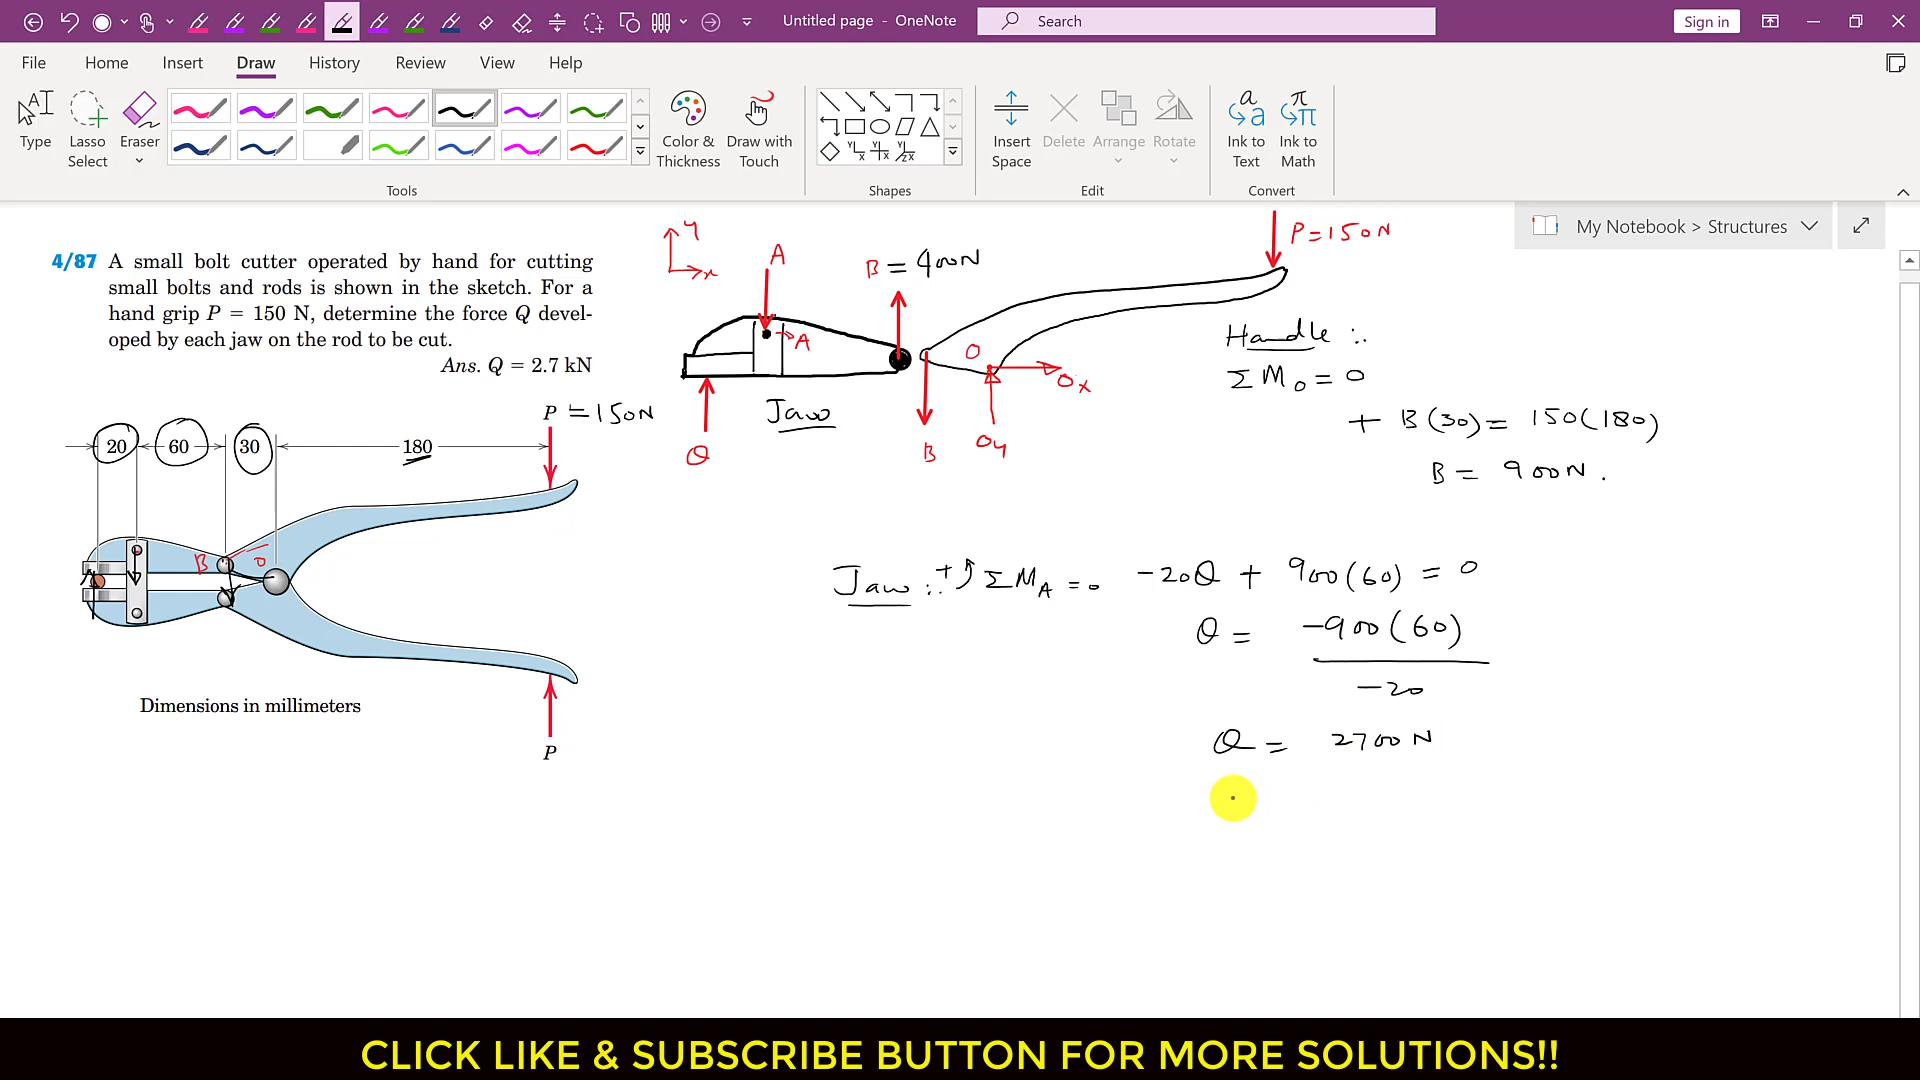 Untitled page - OneNote
Search
Sign in
File Home Insert Draw History Review View Help
Type
Lasso Select
Eraser
Color & Thickness
Draw with Touch
Insert Space
Delete
Arrange
Rotate
Ink to Text
Ink to Math
Tools
Shapes
Edit
Convert
My Notebook > Structures
4/87 A small bolt cutter operated by hand for cutting
small bolts and rods is shown in the sketch. For a
hand grip P = 150 N, determine the force Q devel-
oped by each jaw on the rod to be cut.
Ans. Q = 2.7 kN
P = 150N
20 60 30 180
B O
Dimensions in millimeters
P
y
x
A
B = 900N
P = 150N
A
O
Ox
Jaw
Q
B
Oy
Handle :.
ΣMO = 0
+ B(30) = 150(180)
B = 900N.
Jaw :. + ΣMA = 0 -20Q + 900(60) = 0
Q = -900(60)
-20
Q = 2700 N
CLICK LIKE & SUBSCRIBE BUTTON FOR MORE SOLUTIONS!!